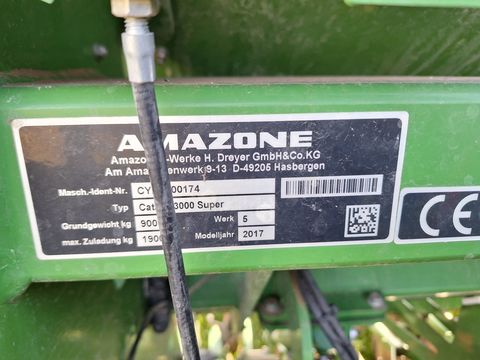 AMAZONE
Amazo -Werke H. Dreyer GmbH&Co.KG
Am Ama enwerk 9-13 D-49205 Hasbergen
Masch.-Ident-Nr. CY 00174
Typ Cat 3000 Super
Grundgewicht kg 900 Werk 5
max. Zuladung kg 190 Modelljahr 2017
CE